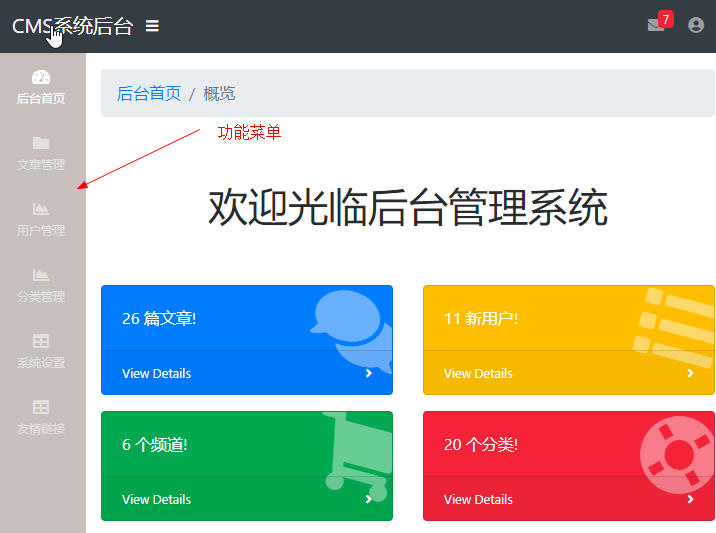 CMS系统后台
7
后台首页
文章管理
用户管理
分类管理
系统设置
友情链接
后台首页 / 概览
功能菜单
欢迎光临后台管理系统
26 篇文章!
View Details
11 新用户!
View Details
6 个频道!
View Details
20 个分类!
View Details